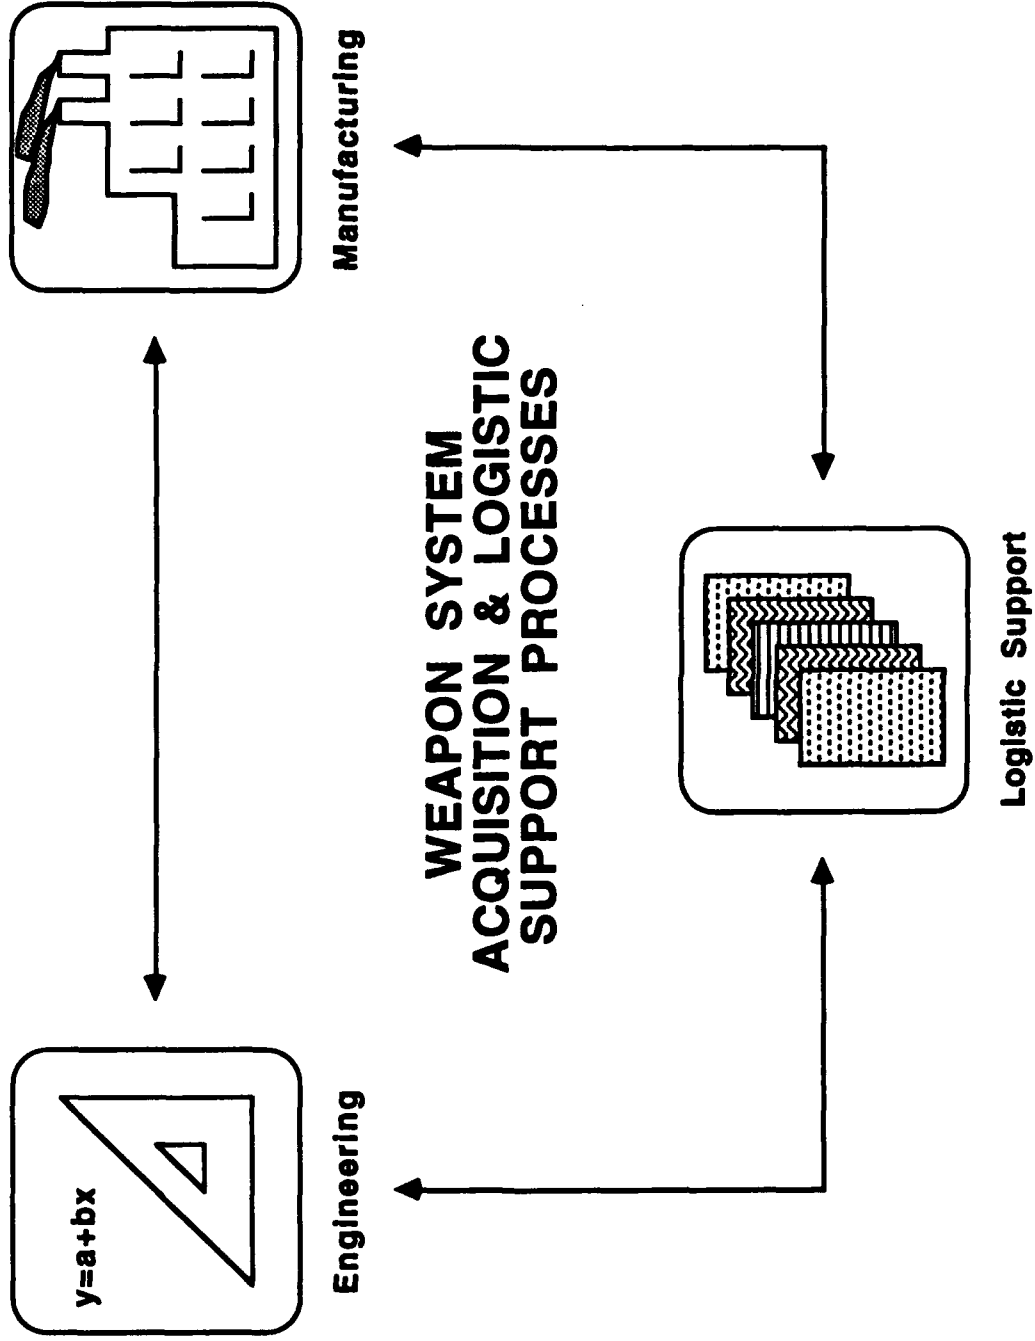 y=a+bx
Engineering
Manufacturing
WEAPON SYSTEM
ACQUISITION & LOGISTIC
SUPPORT PROCESSES
Logistic Support